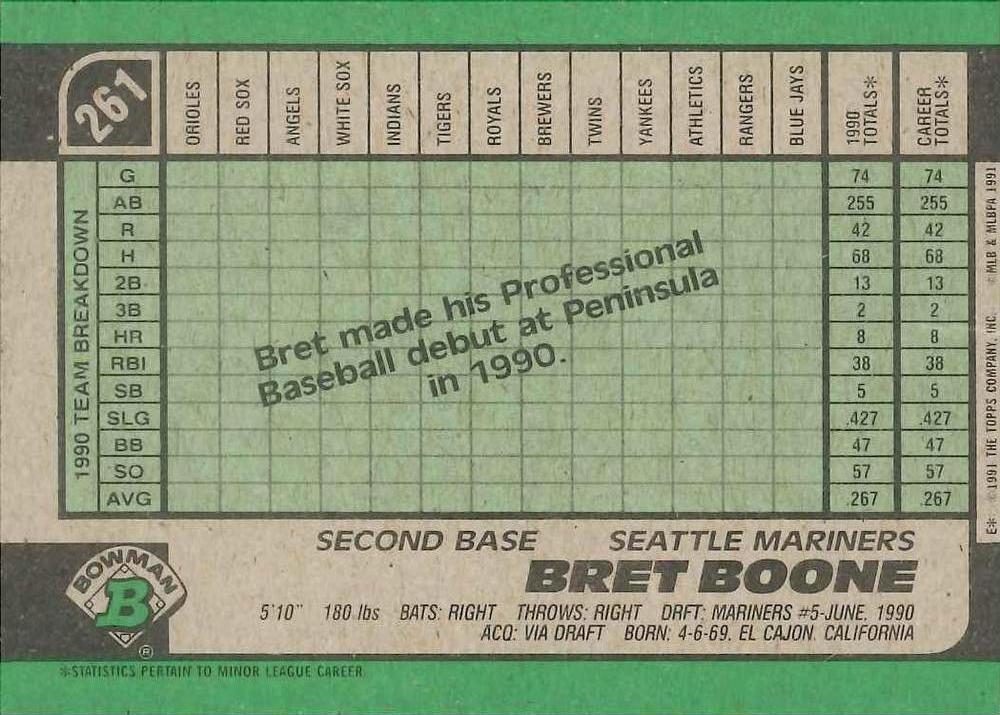 261
ORIOLES RED SOX ANGELS WHITE SOX INDIANS TIGERS ROYALS BREWERS TWINS YANKEES ATHLETICS RANGERS BLUE JAYS 1990 TOTALS* CAREER TOTALS*
1990 TEAM BREAKDOWN
G 74 74
AB 255 255
R 42 42
H 68 68
2B 13 13
3B 2 2
HR 8 8
RBI 38 38
SB 5 5
SLG .427 .427
BB 47 47
SO 57 57
AVG .267 .267
Bret made his Professional
Baseball debut at Peninsula
in 1990.
E* ©1991 THE TOPPS COMPANY, INC. © MLB & MLBPA 1991
SECOND BASE SEATTLE MARINERS
BRET BOONE
BOWMAN
B
®
5'10" 180 lbs BATS: RIGHT THROWS: RIGHT DRFT: MARINERS #5-JUNE, 1990
ACQ: VIA DRAFT BORN: 4-6-69, EL CAJON, CALIFORNIA
*STATISTICS PERTAIN TO MINOR LEAGUE CAREER